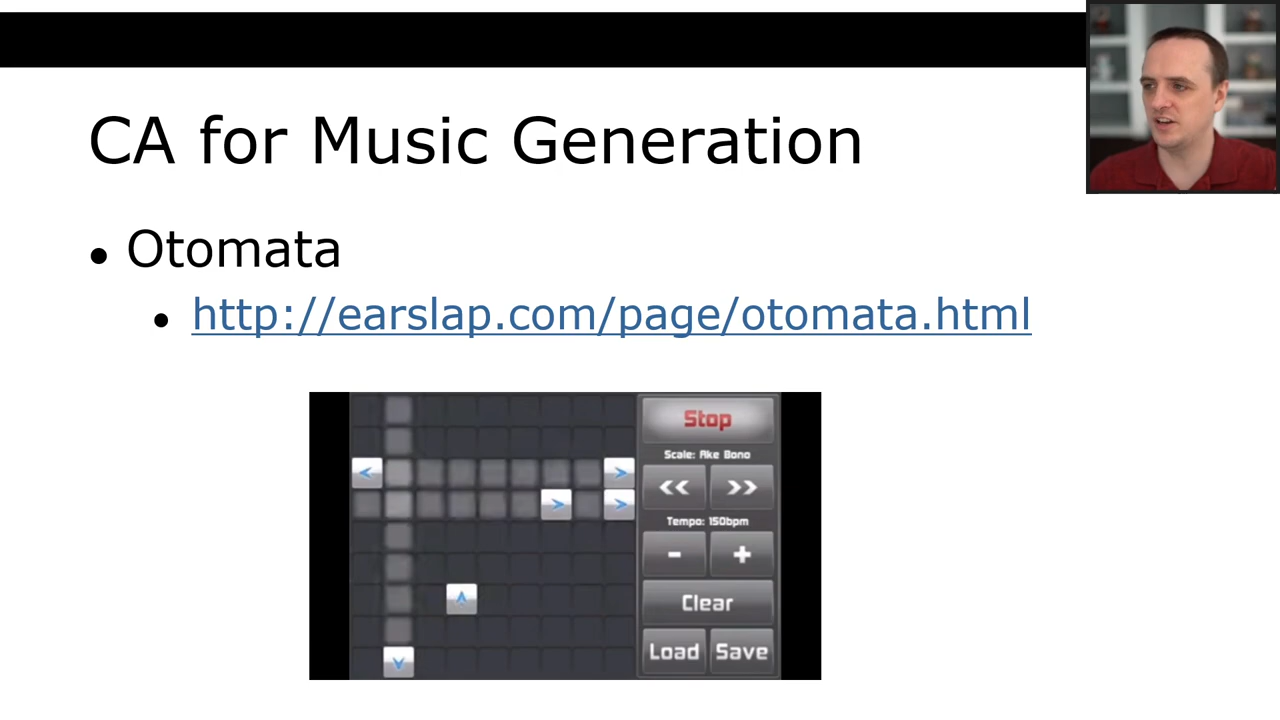 CA for Music Generation
• Otomata
• http://earslap.com/page/otomata.html
Stop
Scale: Ake Bono
<< >>
Tempo: 150bpm
- +
Clear
Load Save